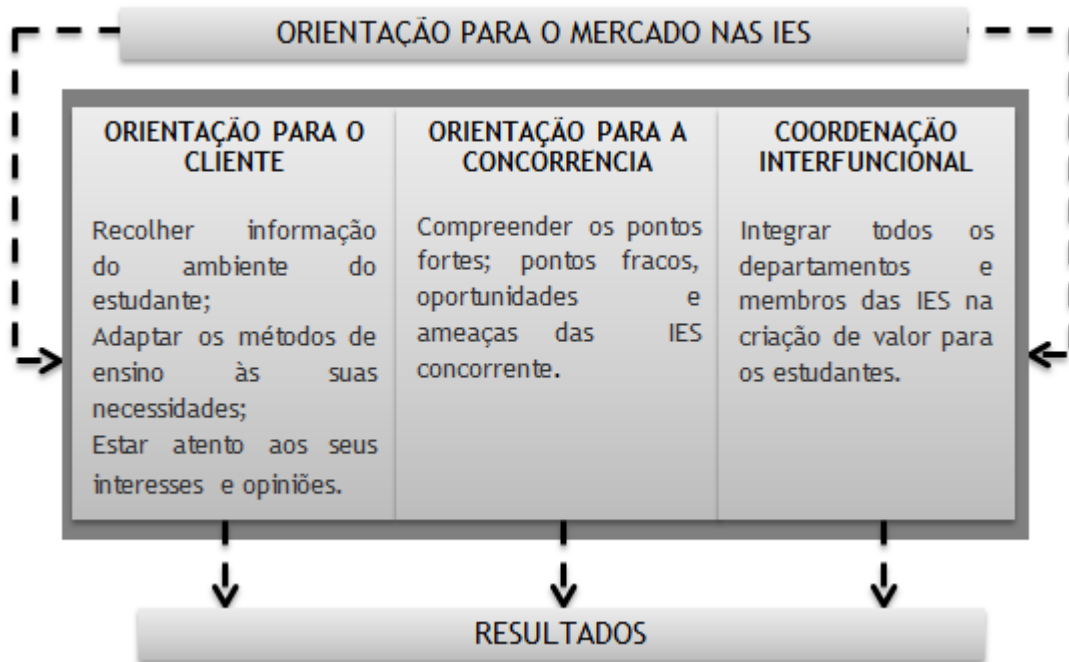 ORIENTAÇÃO PARA O MERCADO NAS IES
ORIENTAÇÃO PARA O
CLIENTE
Recolher informação
do ambiente do
estudante;
Adaptar os métodos de
ensino às suas
necessidades;
Estar atento aos seus
interesses e opiniões.
ORIENTAÇÃO PARA A
CONCORRENCIA
Compreender os pontos
fortes; pontos fracos,
oportunidades e
ameaças das IES
concorrente.
COORDENAÇÃO
INTERFUNCIONAL
Integrar todos os
departamentos e
membros das IES na
criação de valor para
os estudantes.
RESULTADOS